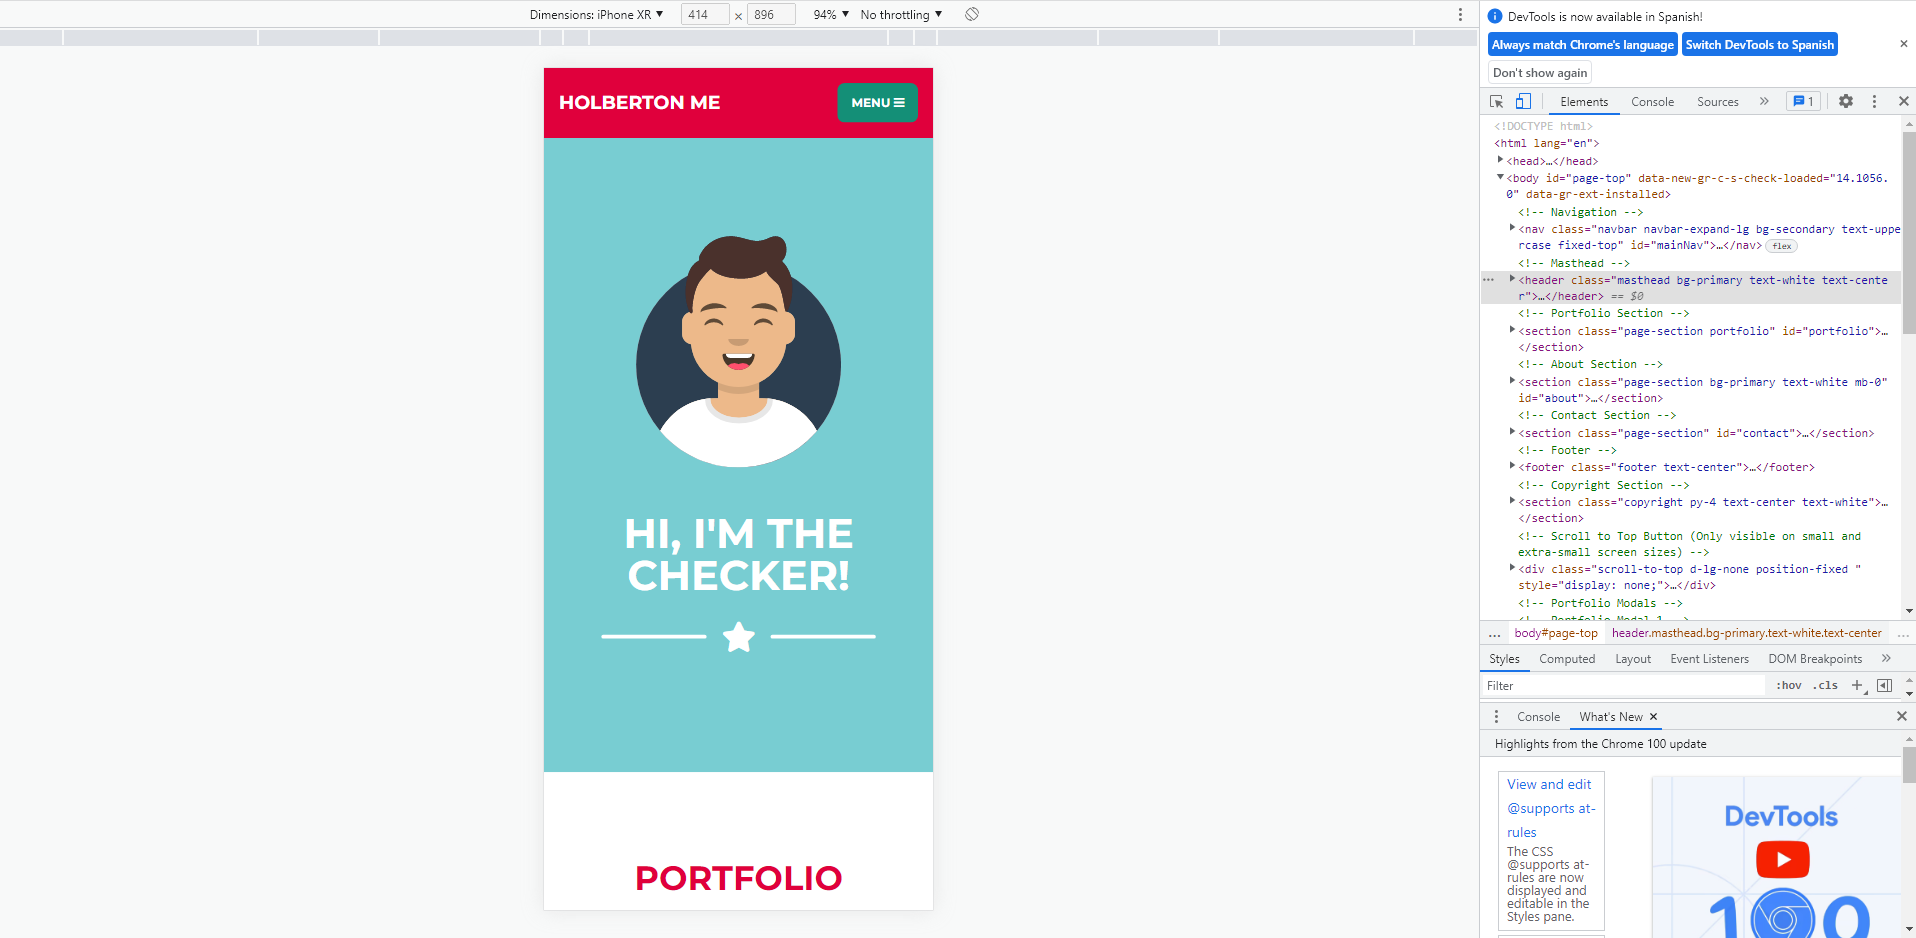 Dimensions: iPhone XR ▼ 414 × 896 94% ▼ No throttling ▼
HOLBERTON ME
MENU
HI, I'M THE
CHECKER!
PORTFOLIO
DevTools is now available in Spanish!
Always match Chrome's language Switch DevTools to Spanish
Don't show again
Elements Console Sources » 1
<!DOCTYPE html>
<html lang="en">
<head>…</head>
<body id="page-top" data-new-gr-c-s-check-loaded="14.1056.
0" data-gr-ext-installed>
<!-- Navigation -->
<nav class="navbar navbar-expand-lg bg-secondary text-uppe
rcase fixed-top" id="mainNav">…</nav> flex
<!-- Masthead -->
<header class="masthead bg-primary text-white text-cente
r">…</header> == $0
<!-- Portfolio Section -->
<section class="page-section portfolio" id="portfolio">…
</section>
<!-- About Section -->
<section class="page-section bg-primary text-white mb-0"
id="about">…</section>
<!-- Contact Section -->
<section class="page-section" id="contact">…</section>
<!-- Footer -->
<footer class="footer text-center">…</footer>
<!-- Copyright Section -->
<section class="copyright py-4 text-center text-white">…
</section>
<!-- Scroll to Top Button (Only visible on small and
extra-small screen sizes) -->
<div class="scroll-to-top d-lg-none position-fixed "
style="display: none;">…</div>
<!-- Portfolio Modals -->
<!-- Portfolio Modal 1 -->
... body#page-top header.masthead.bg-primary.text-white.text-center ...
Styles Computed Layout Event Listeners DOM Breakpoints »
Filter :hov .cls +
Console What's New ×
Highlights from the Chrome 100 update
View and edit
@supports at-
rules
The CSS
@supports at-
rules are now
displayed and
editable in the
Styles pane.
DevTools
100